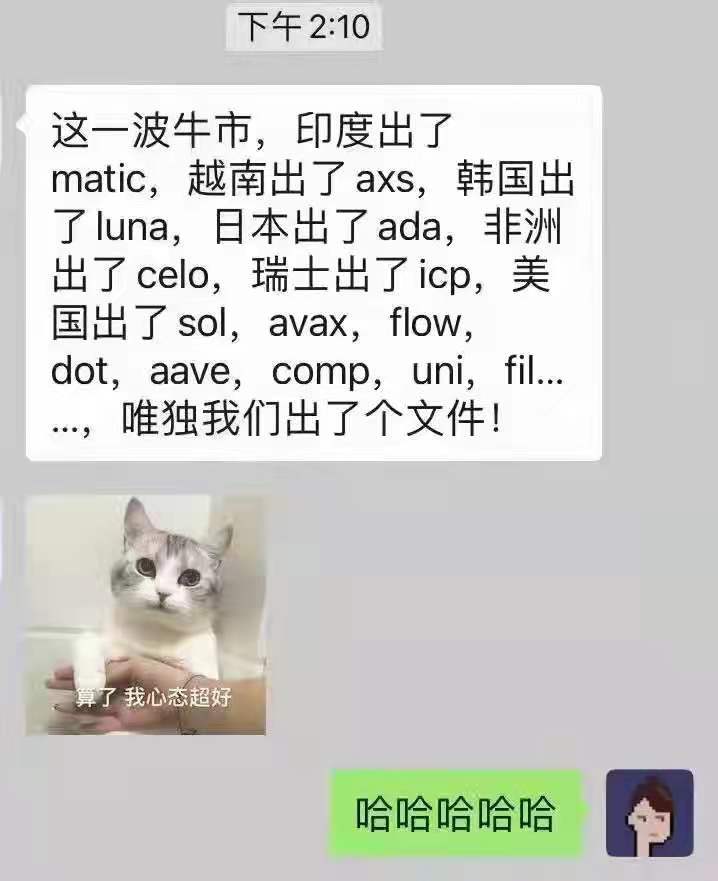 下午 2:10
这一波牛市，印度出了
matic，越南出了axs，韩国出
了luna，日本出了ada，非洲
出了celo，瑞士出了icp，美
国出了sol，avax，flow，
dot，aave，comp，uni，fil...
...，唯独我们出了个文件！
算了 我心态超好
哈哈哈哈哈